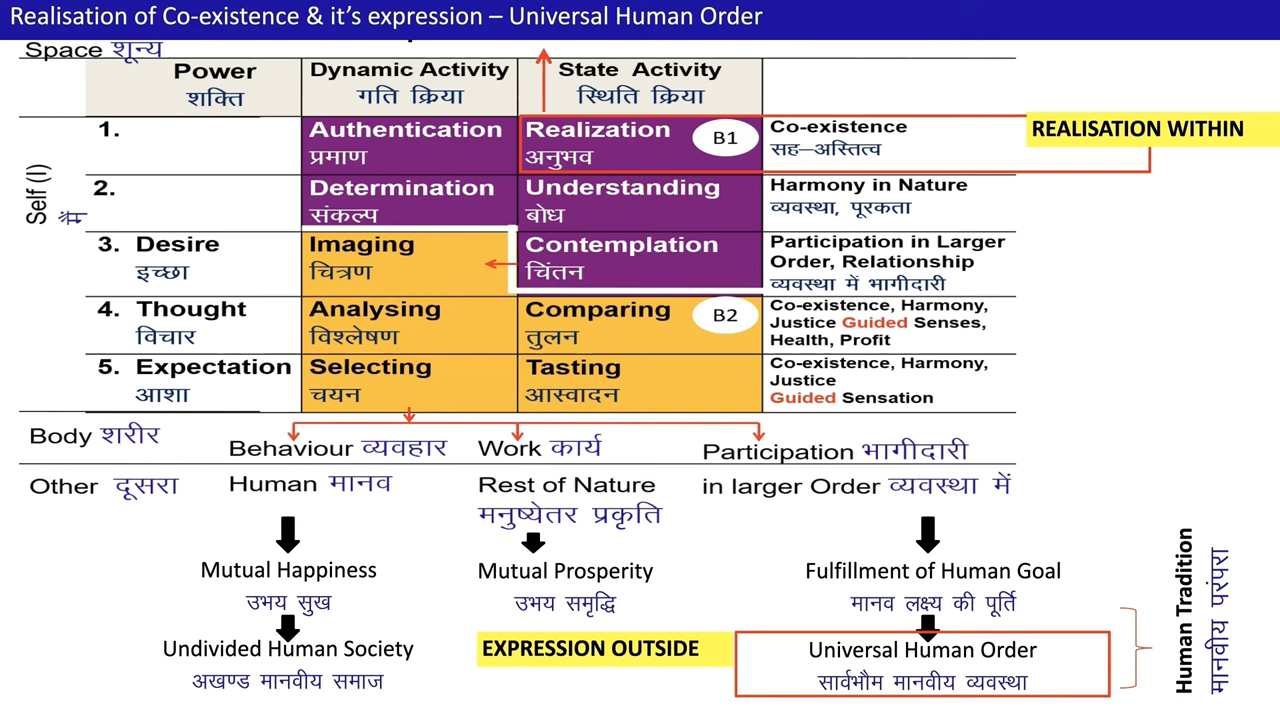 Realisation of Co-existence & it's expression – Universal Human Order
Space शून्य
Power
शक्ति
Dynamic Activity
गति क्रिया
State Activity
स्थिति क्रिया
Self (I)
मैं
1.
Authentication
प्रमाण
Realization
अनुभव
B1
Co-existence
सह–अस्तित्व
REALISATION WITHIN
2.
Determination
संकल्प
Understanding
बोध
Harmony in Nature
व्यवस्था, पूरकता
3. Desire
इच्छा
Imaging
चित्रण
Contemplation
चिंतन
Participation in Larger
Order, Relationship
व्यवस्था में भागीदारी
4. Thought
विचार
Analysing
विश्लेषण
Comparing
तुलन
B2
Co-existence, Harmony,
Justice Guided Senses,
Health, Profit
5. Expectation
आशा
Selecting
चयन
Tasting
आस्वादन
Co-existence, Harmony,
Justice
Guided Sensation
Body शरीर
Behaviour व्यवहार
Work कार्य
Participation भागीदारी
Other दूसरा
Human मानव
Rest of Nature
मनुष्येतर प्रकृति
in larger Order व्यवस्था में
Mutual Happiness
उभय सुख
Mutual Prosperity
उभय समृद्धि
Fulfillment of Human Goal
मानव लक्ष्य की पूर्ति
Undivided Human Society
अखण्ड मानवीय समाज
EXPRESSION OUTSIDE
Universal Human Order
सार्वभौम मानवीय व्यवस्था
Human Tradition
मानवीय परंपरा